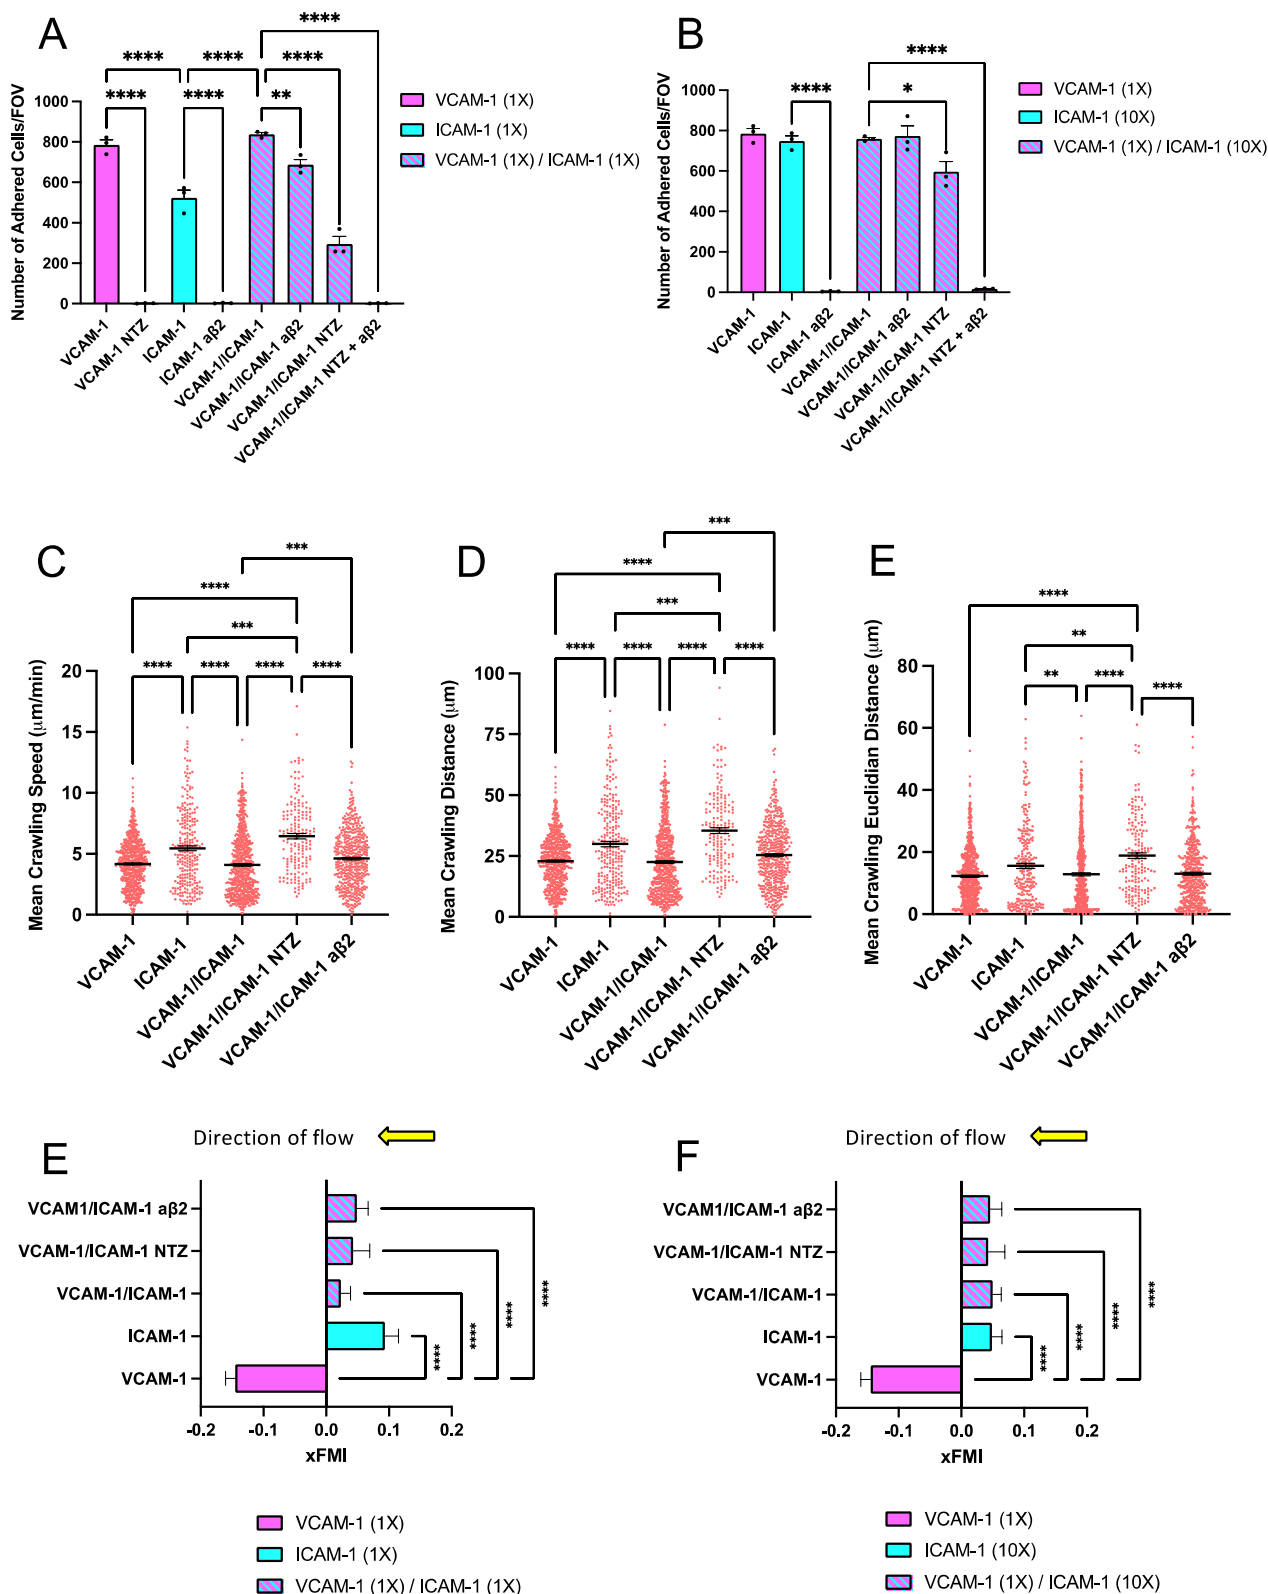 A
****
****
****
****
****
****
**
Number of Adhered Cells/FOV
1000
800
600
400
200
0
VCAM-1
VCAM-1 NTZ
ICAM-1
ICAM-1 aβ2
VCAM-1/ICAM-1
VCAM-1/ICAM-1 aβ2
VCAM-1/ICAM-1 NTZ
VCAM-1/ICAM-1 NTZ + aβ2
VCAM-1 (1X)
ICAM-1 (1X)
VCAM-1 (1X) / ICAM-1 (1X)
B
****
****
*
Number of Adhered Cells/FOV
1000
800
600
400
200
0
VCAM-1
ICAM-1
ICAM-1 aβ2
VCAM-1/ICAM-1
VCAM-1/ICAM-1 aβ2
VCAM-1/ICAM-1 NTZ
VCAM-1/ICAM-1 NTZ + aβ2
VCAM-1 (1X)
ICAM-1 (10X)
VCAM-1 (1X) / ICAM-1 (10X)
C
***
****
***
****
****
****
****
Mean Crawling Speed (μm/min)
20
15
10
5
0
VCAM-1
ICAM-1
VCAM-1/ICAM-1
VCAM-1/ICAM-1 NTZ
VCAM-1/ICAM-1 aβ2
D
***
****
***
****
****
****
****
Mean Crawling Distance (μm)
100
75
50
25
0
VCAM-1
ICAM-1
VCAM-1/ICAM-1
VCAM-1/ICAM-1 NTZ
VCAM-1/ICAM-1 aβ2
E
****
**
**
****
****
Mean Crawling Euclidian Distance (μm)
80
60
40
20
0
VCAM-1
ICAM-1
VCAM-1/ICAM-1
VCAM-1/ICAM-1 NTZ
VCAM-1/ICAM-1 aβ2
E
Direction of flow
VCAM1/ICAM-1 aβ2
VCAM-1/ICAM-1 NTZ
VCAM-1/ICAM-1
ICAM-1
VCAM-1
****
****
****
****
-0.2
-0.1
0.0
0.1
0.2
xFMI
VCAM-1 (1X)
ICAM-1 (1X)
VCAM-1 (1X) / ICAM-1 (1X)
F
Direction of flow
VCAM1/ICAM-1 aβ2
VCAM-1/ICAM-1 NTZ
VCAM-1/ICAM-1
ICAM-1
VCAM-1
****
****
****
****
-0.2
-0.1
0.0
0.1
0.2
xFMI
VCAM-1 (1X)
ICAM-1 (10X)
VCAM-1 (1X) / ICAM-1 (10X)